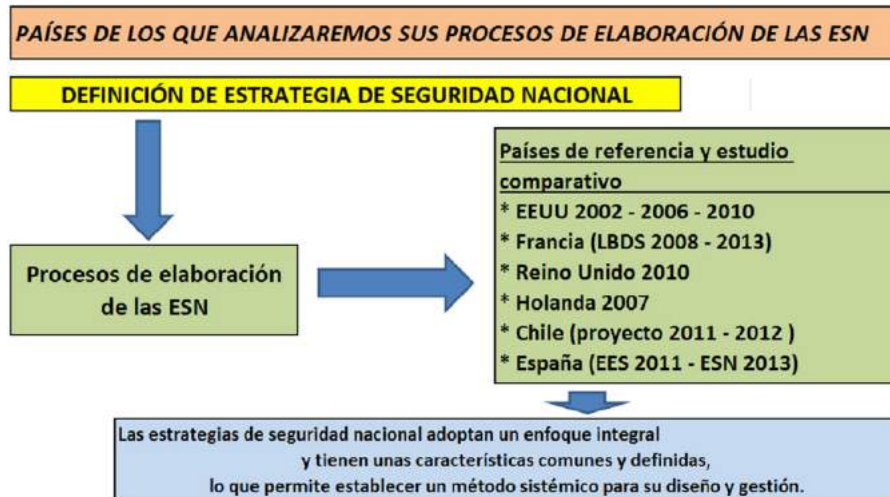 PAÍSES DE LOS QUE ANALIZAREMOS SUS PROCESOS DE ELABORACIÓN DE LAS ESN
DEFINICIÓN DE ESTRATEGIA DE SEGURIDAD NACIONAL
Procesos de elaboración
de las ESN
Países de referencia y estudio
comparativo
* EEUU 2002 - 2006 - 2010
* Francia (LBDS 2008 - 2013)
* Reino Unido 2010
* Holanda 2007
* Chile (proyecto 2011 - 2012 )
* España (EES 2011 - ESN 2013)
Las estrategias de seguridad nacional adoptan un enfoque integral
y tienen unas características comunes y definidas,
lo que permite establecer un método sistémico para su diseño y gestión.